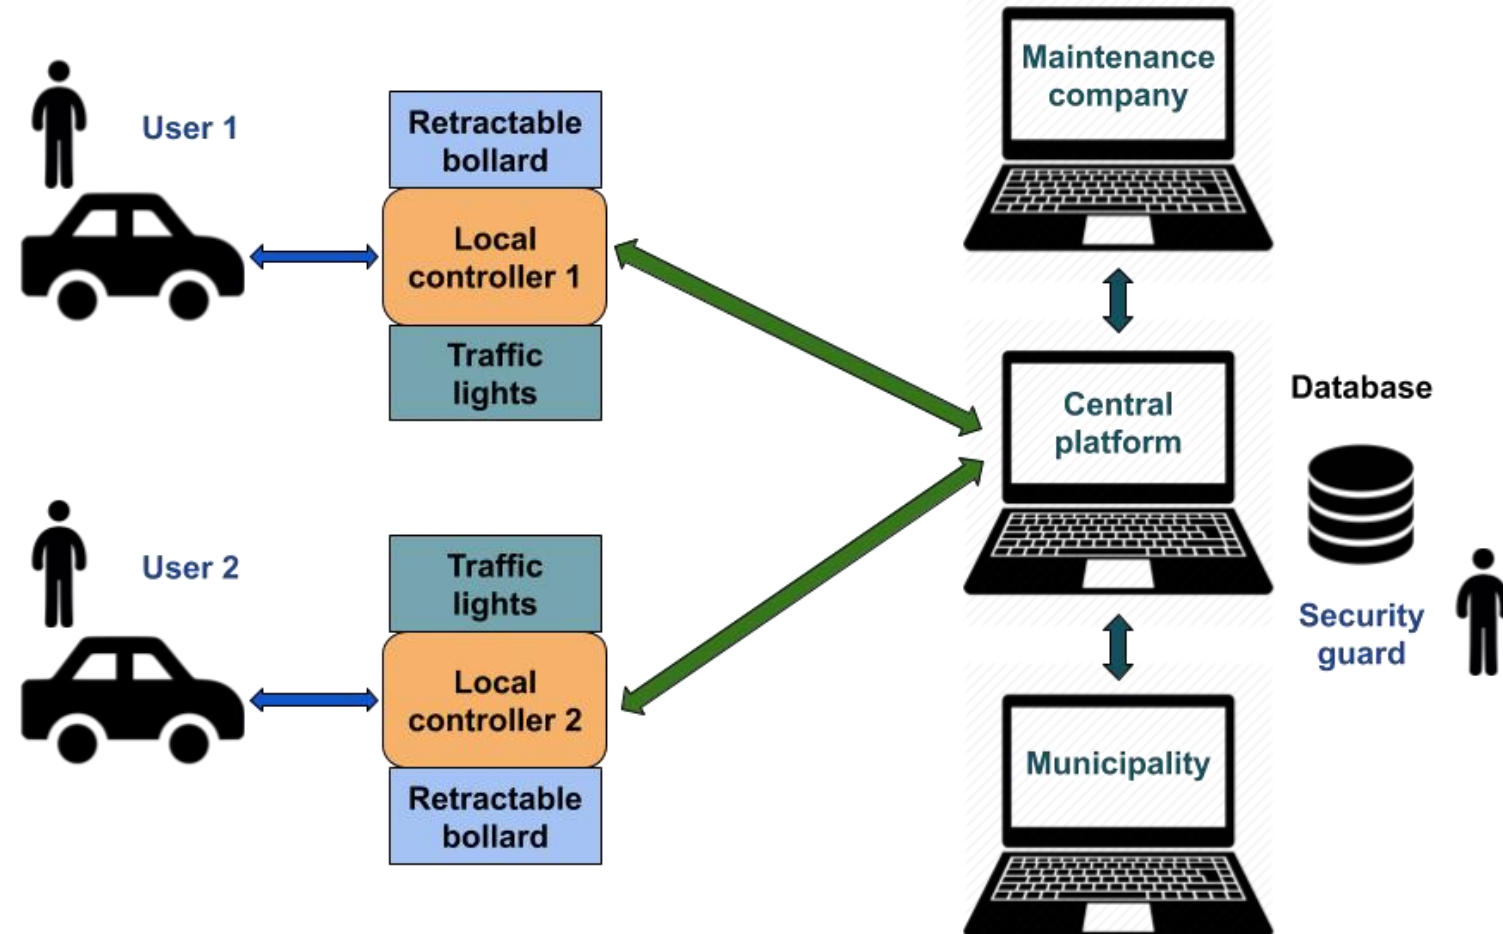 User 1
Retractable
bollard
Local
controller 1
Traffic
lights
User 2
Traffic
lights
Local
controller 2
Retractable
bollard
Maintenance
company
Central
platform
Database
Security
guard
Municipality